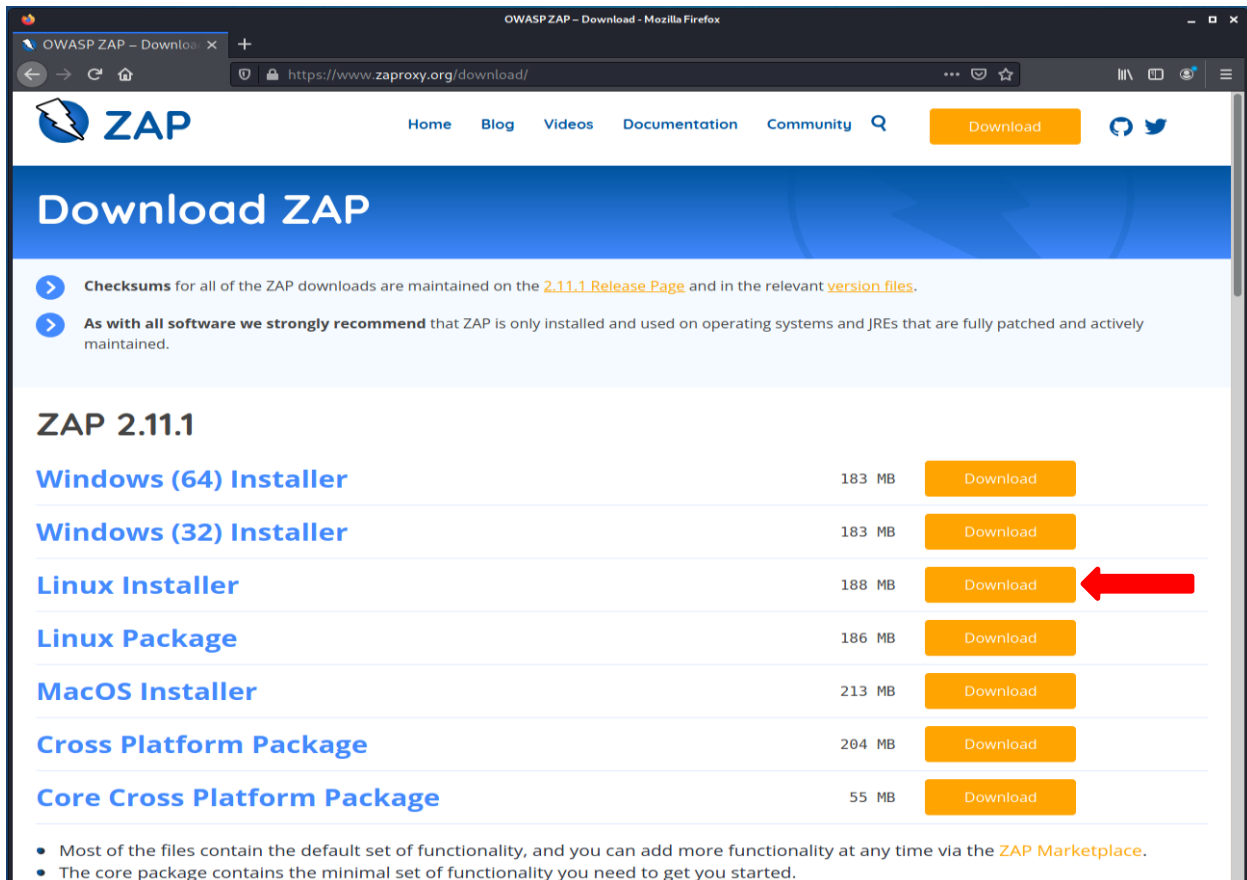 OWASP ZAP – Download - Mozilla Firefox
OWASP ZAP – Downloa
https://www.zaproxy.org/download/
ZAP
Home Blog Videos Documentation Community Download
Download ZAP
Checksums for all of the ZAP downloads are maintained on the 2.11.1 Release Page and in the relevant version files.
As with all software we strongly recommend that ZAP is only installed and used on operating systems and JREs that are fully patched and actively
maintained.
ZAP 2.11.1
Windows (64) Installer 183 MB Download
Windows (32) Installer 183 MB Download
Linux Installer 188 MB Download
Linux Package 186 MB Download
MacOS Installer 213 MB Download
Cross Platform Package 204 MB Download
Core Cross Platform Package 55 MB Download
Most of the files contain the default set of functionality, and you can add more functionality at any time via the ZAP Marketplace.
The core package contains the minimal set of functionality you need to get you started.